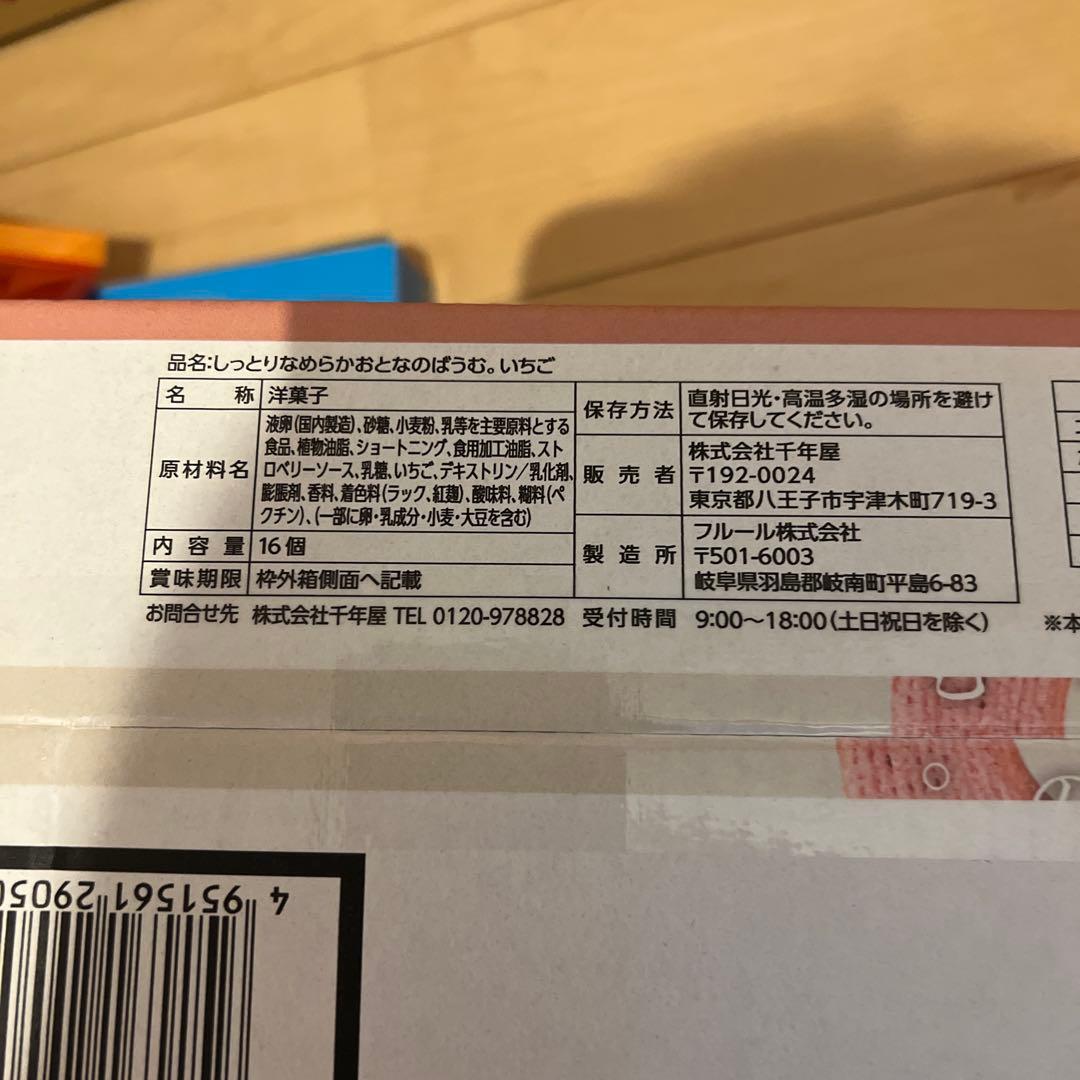 品名:しっとりなめらかおとなのばうむ。いちご
名 称 洋菓子
原材料名 液卵(国内製造)、砂糖、小麦粉、乳等を主要原料とする
食品、植物油脂、ショートニング、食用加工油脂、スト
ロベリーソース、乳糖、いちご、デキストリン/乳化剤、
膨脹剤、香料、着色料(ラック、紅麹)、酸味料、糊料(ペ
クチン)、(一部に卵・乳成分・小麦・大豆を含む)
内 容 量 16個
賞味期限 枠外箱側面へ記載
保存方法 直射日光・高温多湿の場所を避け
て保存してください。
販 売 者 株式会社千年屋
〒192-0024
東京都八王子市宇津木町719-3
製 造 所 フルール株式会社
〒501-6003
岐阜県羽島郡岐南町平島6-83
お問合せ先 株式会社千年屋 TEL 0120-978828 受付時間 9:00〜18:00(土日祝日を除く)
※本
4 951561 29050